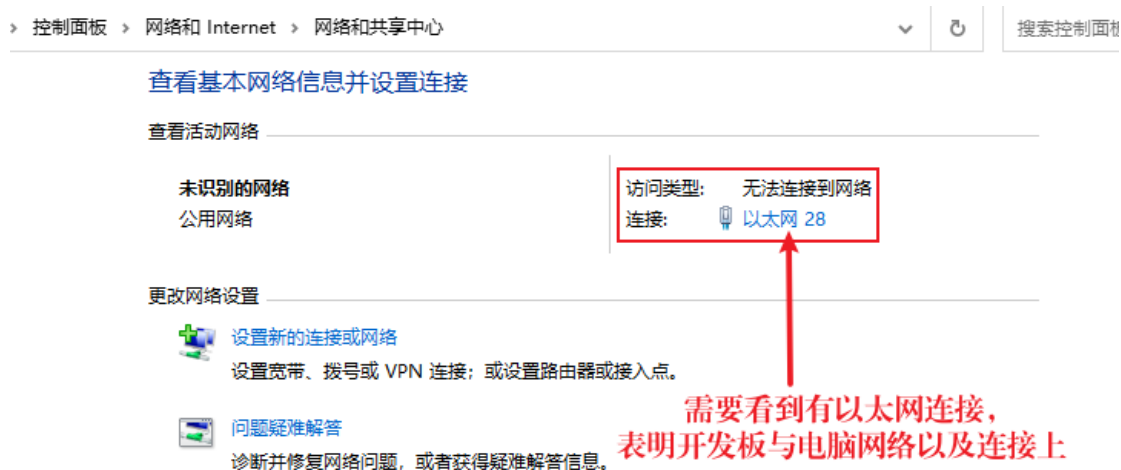 › 控制面板 › 网络和 Internet › 网络和共享中心
搜索控制面
查看基本网络信息并设置连接
查看活动网络
未识别的网络
公用网络
访问类型: 无法连接到网络
连接: 以太网 28
更改网络设置
设置新的连接或网络
设置宽带、拨号或 VPN 连接；或设置路由器或接入点。
问题疑难解答
诊断并修复网络问题，或者获得疑难解答信息。
需要看到有以太网连接，
表明开发板与电脑网络以及连接上